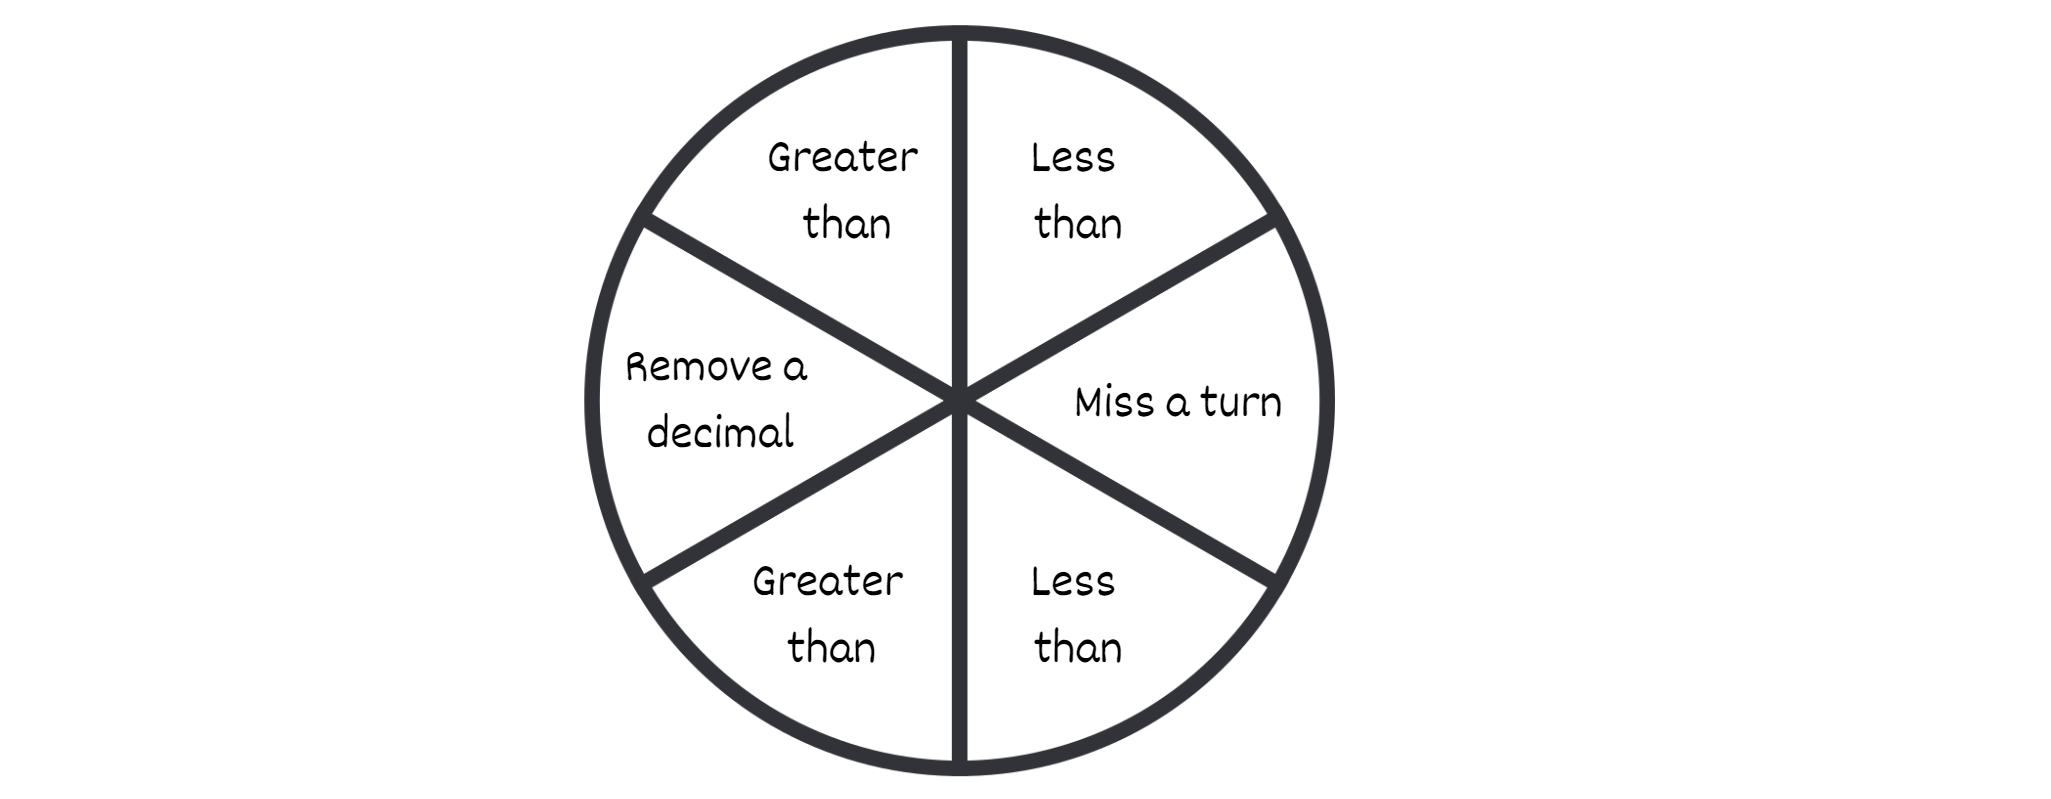 Greater
than
Less
than
Remove a
decimal
Miss a turn
Greater
than
Less
than